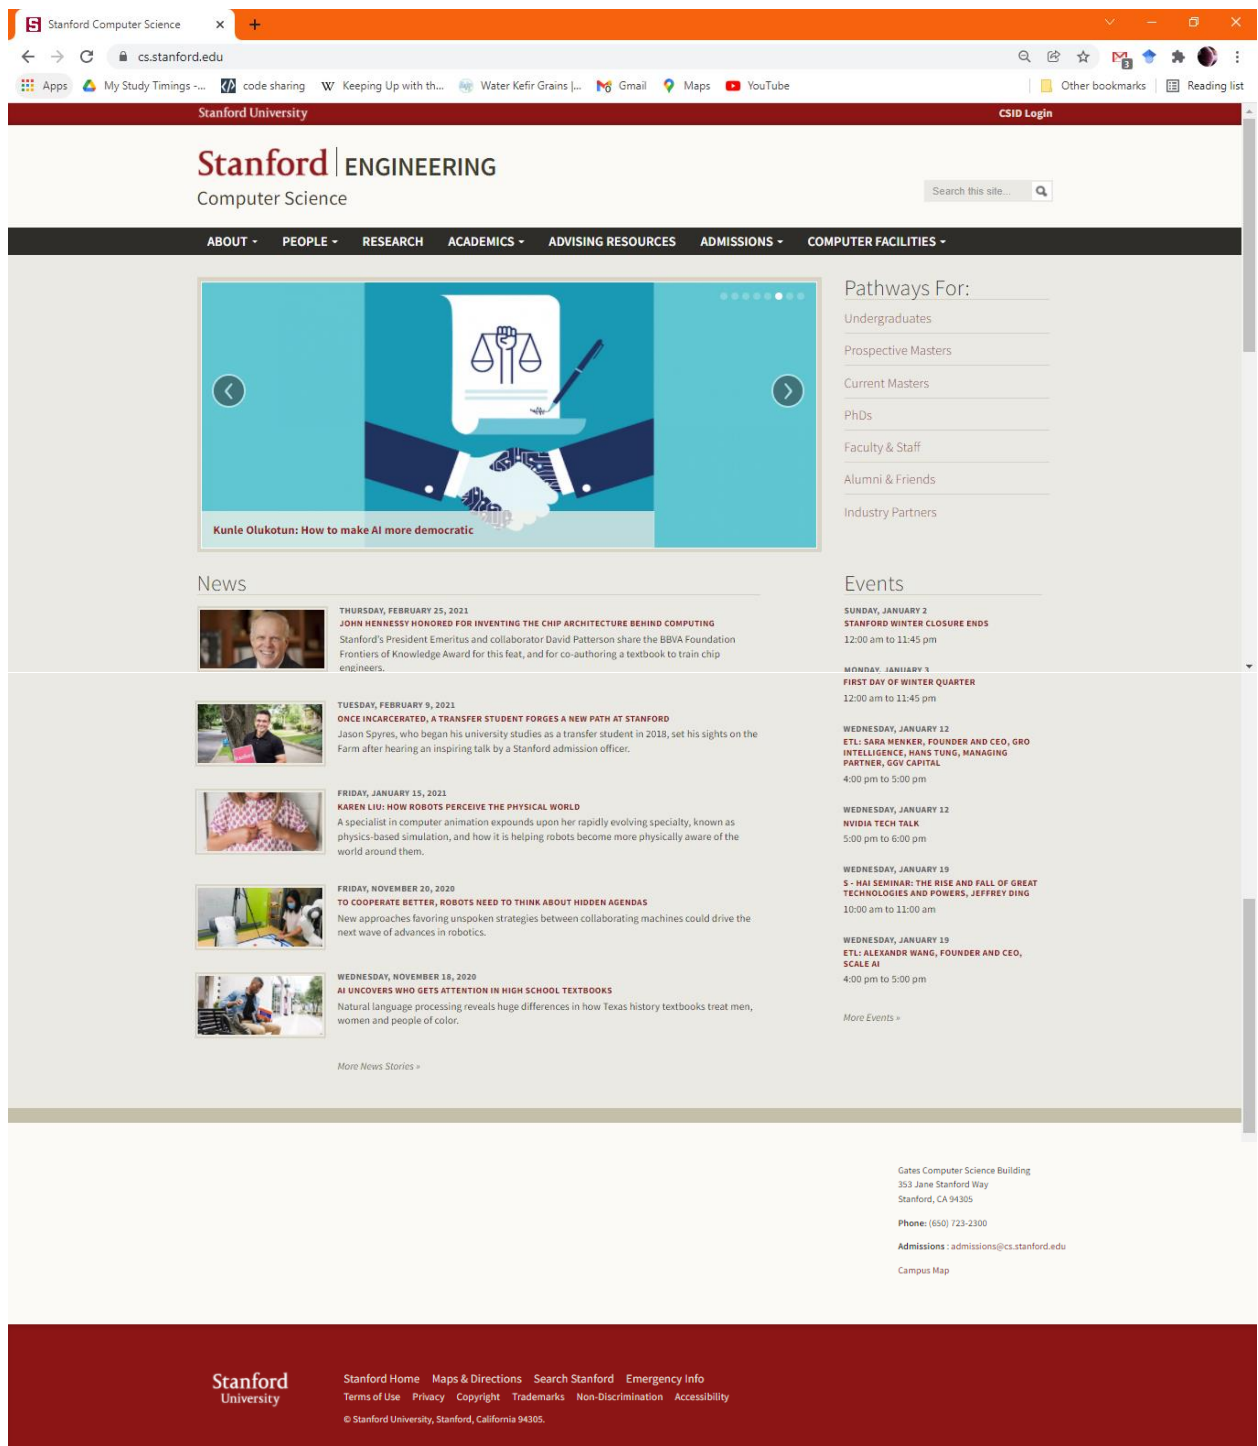 Stanford Computer Science
cs.stanford.edu
3
Apps My Study Timings -... code sharing W Keeping Up with th... Water Kefir Grains |... Gmail Maps YouTube Other bookmarks Reading list
Stanford University CSID Login
Stanford ENGINEERING
Computer Science
Search this site...
ABOUT PEOPLE RESEARCH ACADEMICS ADVISING RESOURCES ADMISSIONS COMPUTER FACILITIES
Kunle Olukotun: How to make AI more democratic
Pathways For:
Undergraduates
Prospective Masters
Current Masters
PhDs
Faculty & Staff
Alumni & Friends
Industry Partners
News
THURSDAY, FEBRUARY 25, 2021
JOHN HENNESSY HONORED FOR INVENTING THE CHIP ARCHITECTURE BEHIND COMPUTING
Stanford's President Emeritus and collaborator David Patterson share the BBVA Foundation
Frontiers of Knowledge Award for this feat, and for co-authoring a textbook to train chip
engineers.
TUESDAY, FEBRUARY 9, 2021
ONCE INCARCERATED, A TRANSFER STUDENT FORGES A NEW PATH AT STANFORD
Jason Spyres, who began his university studies as a transfer student in 2018, set his sights on the
Farm after hearing an inspiring talk by a Stanford admission officer.
FRIDAY, JANUARY 15, 2021
KAREN LIU: HOW ROBOTS PERCEIVE THE PHYSICAL WORLD
A specialist in computer animation expounds upon her rapidly evolving specialty, known as
physics-based simulation, and how it is helping robots become more physically aware of the
world around them.
FRIDAY, NOVEMBER 20, 2020
TO COOPERATE BETTER, ROBOTS NEED TO THINK ABOUT HIDDEN AGENDAS
New approaches favoring unspoken strategies between collaborating machines could drive the
next wave of advances in robotics.
WEDNESDAY, NOVEMBER 18, 2020
AI UNCOVERS WHO GETS ATTENTION IN HIGH SCHOOL TEXTBOOKS
Natural language processing reveals huge differences in how Texas history textbooks treat men,
women and people of color.
More News Stories »
Events
SUNDAY, JANUARY 2
STANFORD WINTER CLOSURE ENDS
12:00 am to 11:45 pm
MONDAY, JANUARY 3
FIRST DAY OF WINTER QUARTER
12:00 am to 11:45 pm
WEDNESDAY, JANUARY 12
ETL: SARA MENKER, FOUNDER AND CEO, GRO
INTELLIGENCE, HANS TUNG, MANAGING
PARTNER, GGV CAPITAL
4:00 pm to 5:00 pm
WEDNESDAY, JANUARY 12
NVIDIA TECH TALK
5:00 pm to 6:00 pm
WEDNESDAY, JANUARY 19
S - HAI SEMINAR: THE RISE AND FALL OF GREAT
TECHNOLOGIES AND POWERS, JEFFREY DING
10:00 am to 11:00 am
WEDNESDAY, JANUARY 19
ETL: ALEXANDR WANG, FOUNDER AND CEO,
SCALE AI
4:00 pm to 5:00 pm
More Events »
Gates Computer Science Building
353 Jane Stanford Way
Stanford, CA 94305
Phone: (650) 723-2300
Admissions : admissions@cs.stanford.edu
Campus Map
Stanford
University
Stanford Home Maps & Directions Search Stanford Emergency Info
Terms of Use Privacy Copyright Trademarks Non-Discrimination Accessibility
© Stanford University, Stanford, California 94305.